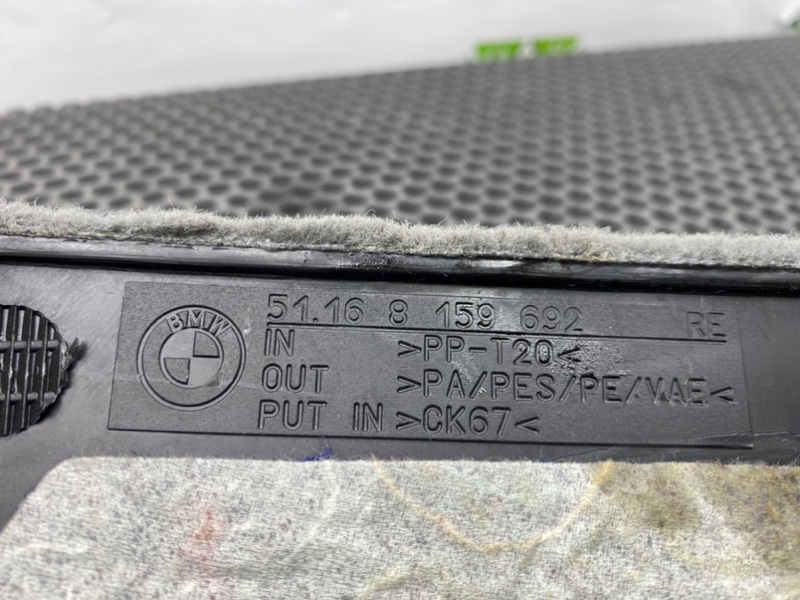 BMW
51.16 8 159 692 RE
IN >PP-T20<
OUT >PA/PES/PE/VAE<
PUT IN >CK67<